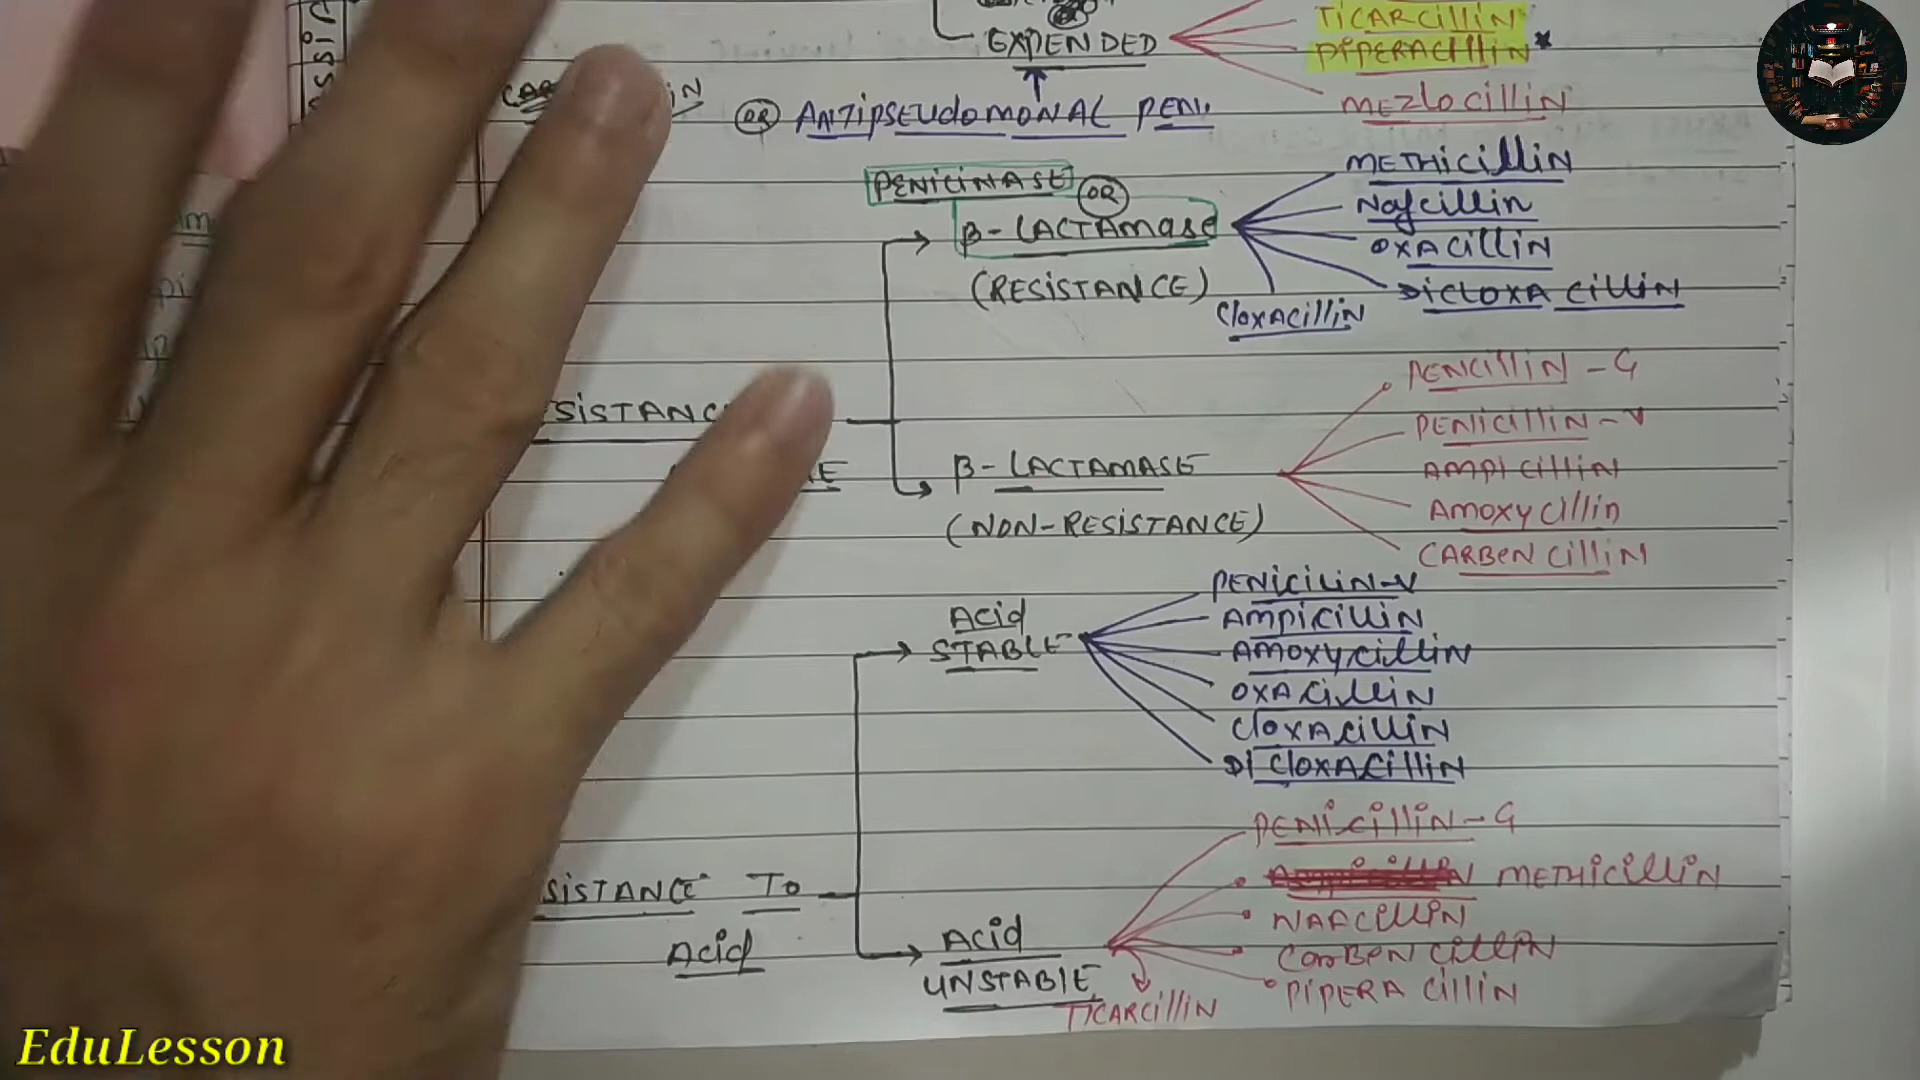 TICARCillIN
EXPENDED
PIPERACIllIN*
MEZlOCillIN
OR ANTIPSEUDOMONAL PENI
PENICINASE OR
β-LACTAMASE
(RESISTANCE)
METHICIllIN
Nafcillin
OXACIllIN
DICLOXACILLIN
CloxACillIN
SISTANC
β-LACTAMASE
(NON-RESISTANCE)
PENCIllIN-G
PENICIllIN-V
AMPICIllIN
AMOXYCIllIN
CARBENCIllIN
Acid
STABLE
PENICILIN-V
AMPICILLIN
AMOXYCILLIN
OXACILLIN
CLOXACILLIN
DICLOXACILLIN
SISTANCE To
Acid
Acid
UNSTABLE
PENICIllIN-G
METHICILLIN
NAFCILLIN
CARBENCILLIN
PIPERACILLIN
TICARCIllIN
EduLesson